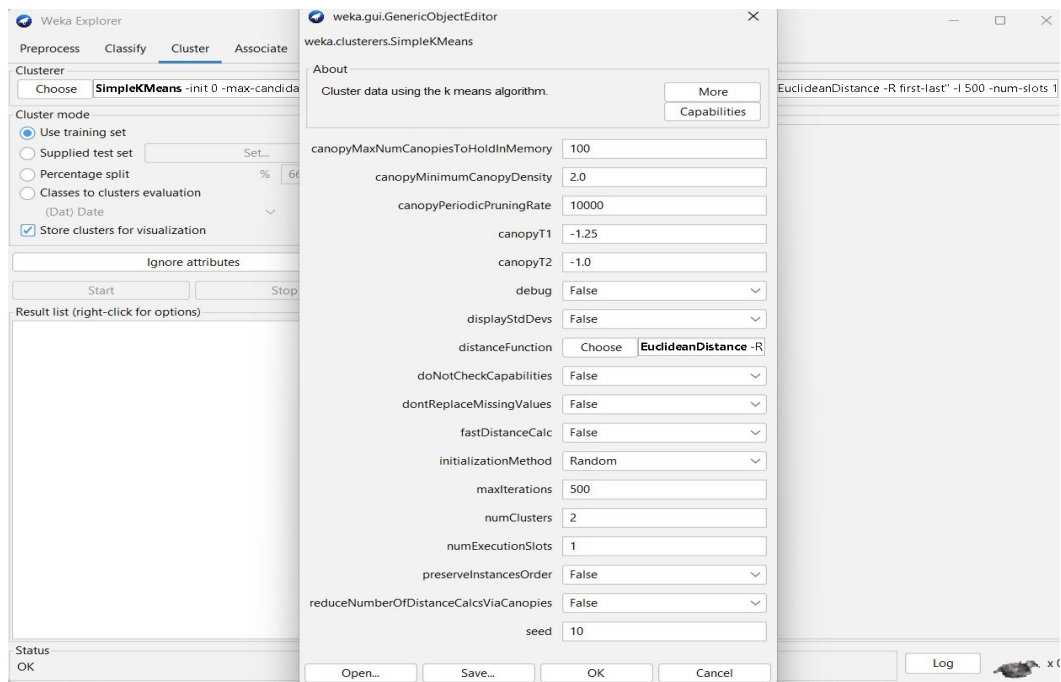 Weka Explorer
Preprocess Classify Cluster Associate
Clusterer
Choose SimpleKMeans -init 0 -max-candida
EuclideanDistance -R first-last" -I 500 -num-slots 1
Cluster mode
Use training set
Supplied test set Set...
Percentage split % 66
Classes to clusters evaluation
(Dat) Date
Store clusters for visualization
Ignore attributes
Start Stop
Result list (right-click for options)
Status
OK
Log x 0
weka.gui.GenericObjectEditor
weka.clusterers.SimpleKMeans
About
Cluster data using the k means algorithm.
More
Capabilities
canopyMaxNumCanopiesToHoldInMemory 100
canopyMinimumCanopyDensity 2.0
canopyPeriodicPruningRate 10000
canopyT1 -1.25
canopyT2 -1.0
debug False
displayStdDevs False
distanceFunction Choose EuclideanDistance -R
doNotCheckCapabilities False
dontReplaceMissingValues False
fastDistanceCalc False
initializationMethod Random
maxIterations 500
numClusters 2
numExecutionSlots 1
preserveInstancesOrder False
reduceNumberOfDistanceCalcsViaCanopies False
seed 10
Open... Save... OK Cancel